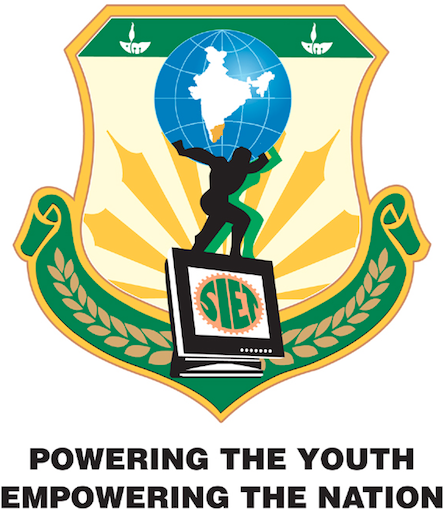 SIET
POWERING THE YOUTH
EMPOWERING THE NATION